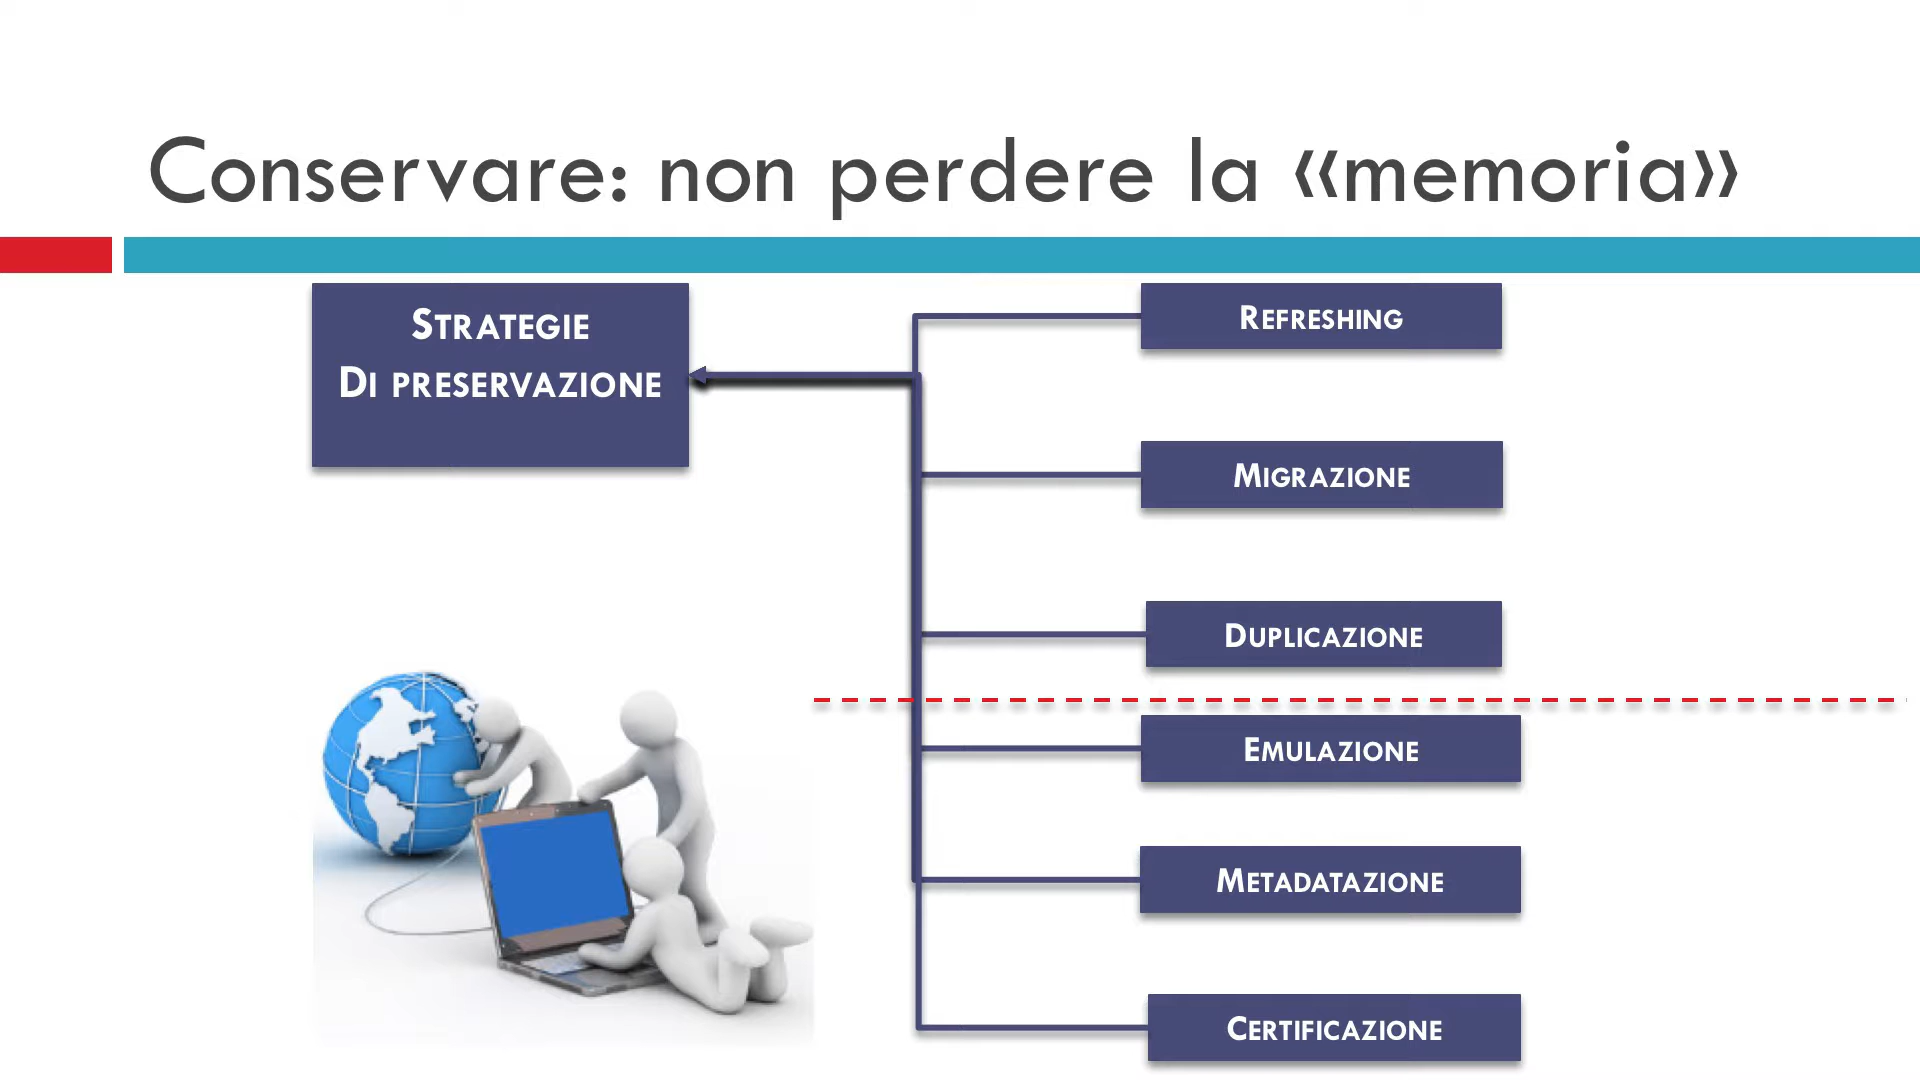 Conservare: non perdere la «memoria»
Strategie
Di preservazione
Refreshing
Migrazione
Duplicazione
Emulazione
Metadatazione
Certificazione